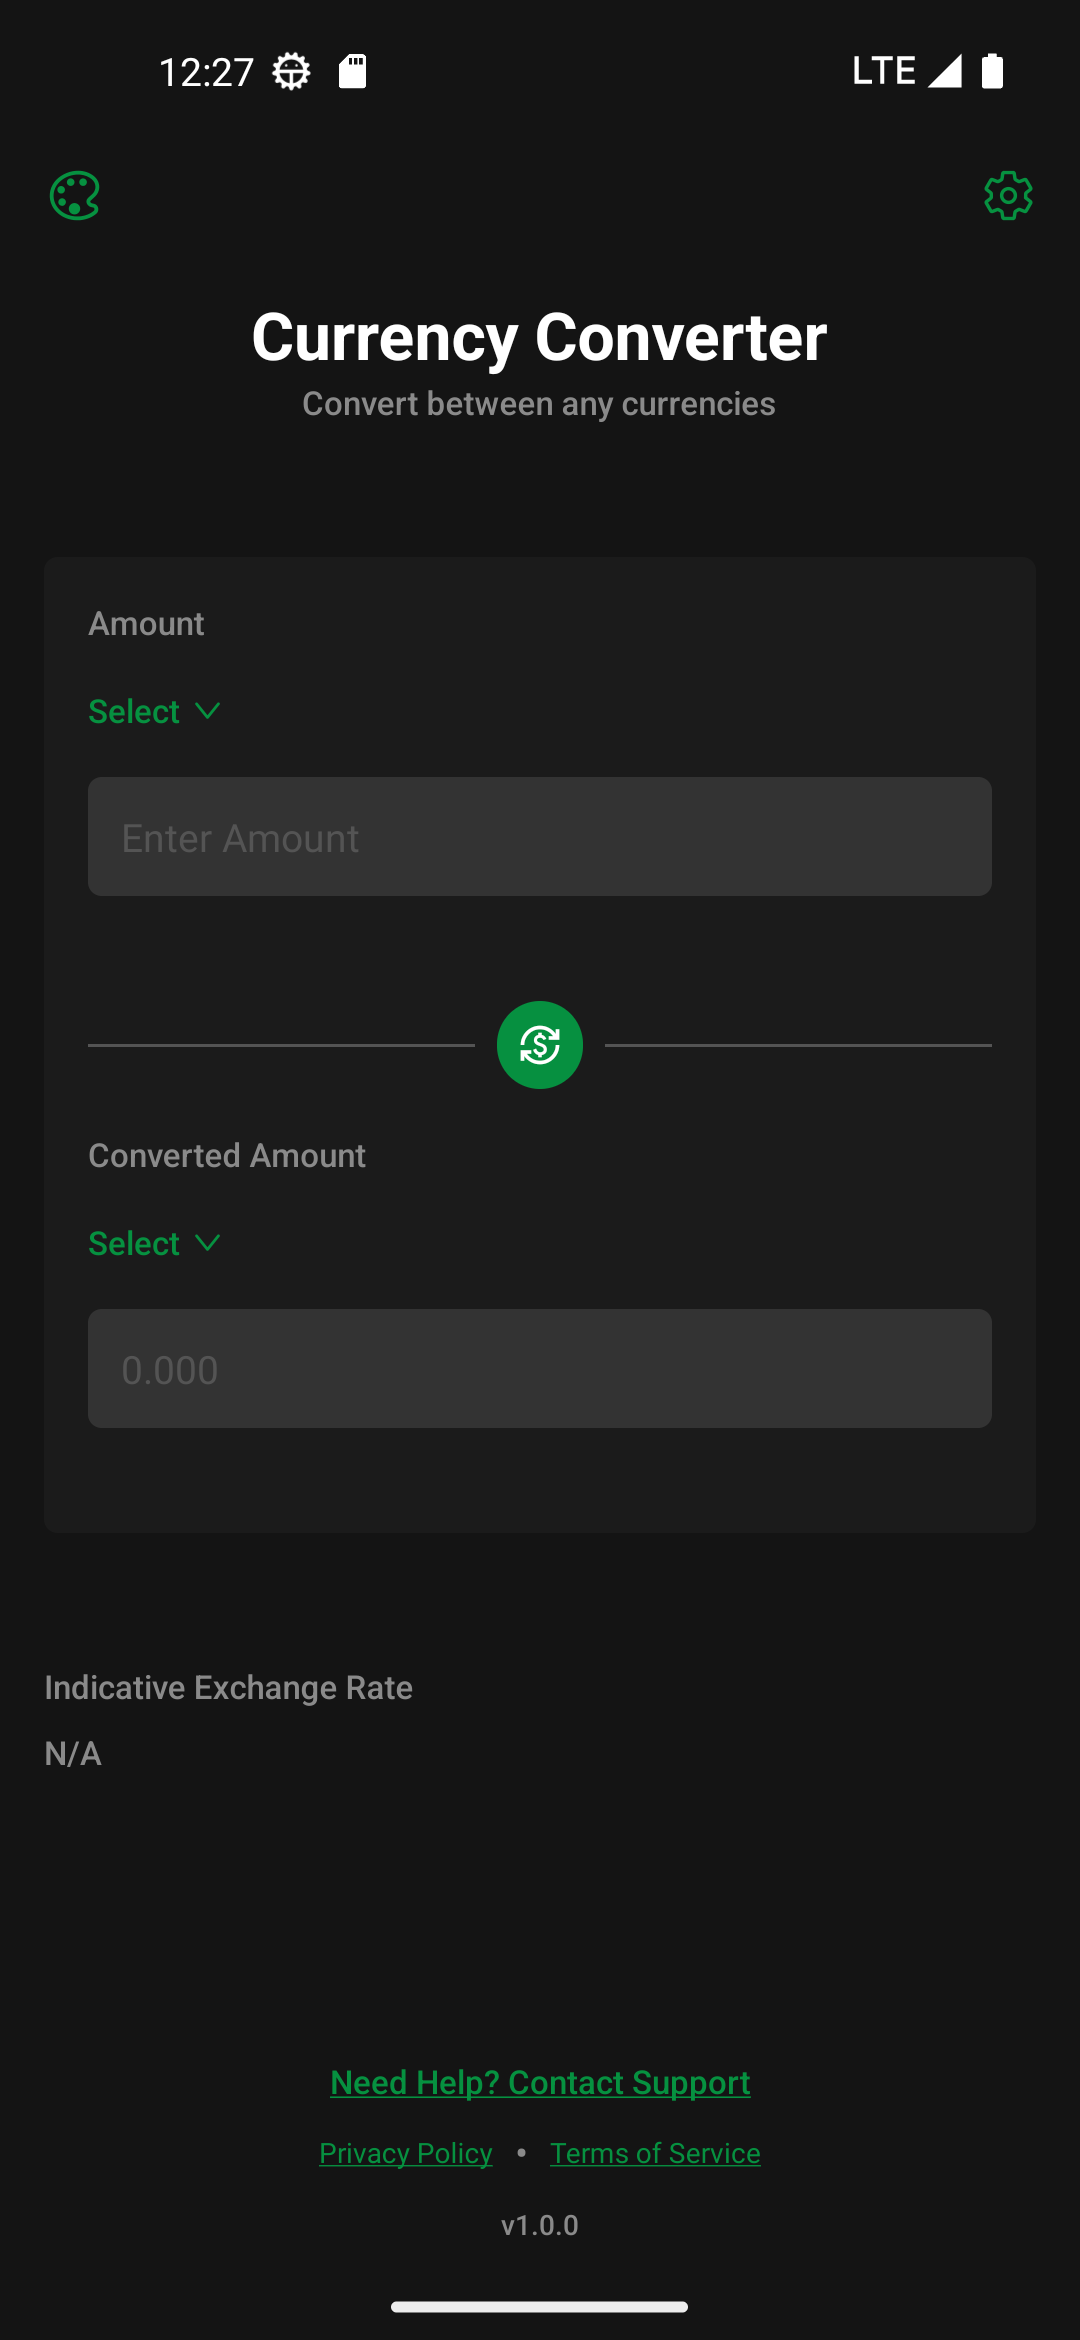 12:27
LTE
Currency Converter
Convert between any currencies
Amount
Select
Enter Amount
$
Converted Amount
Select
0.000
Indicative Exchange Rate
N/A
Need Help? Contact Support
Privacy Policy • Terms of Service
v1.0.0